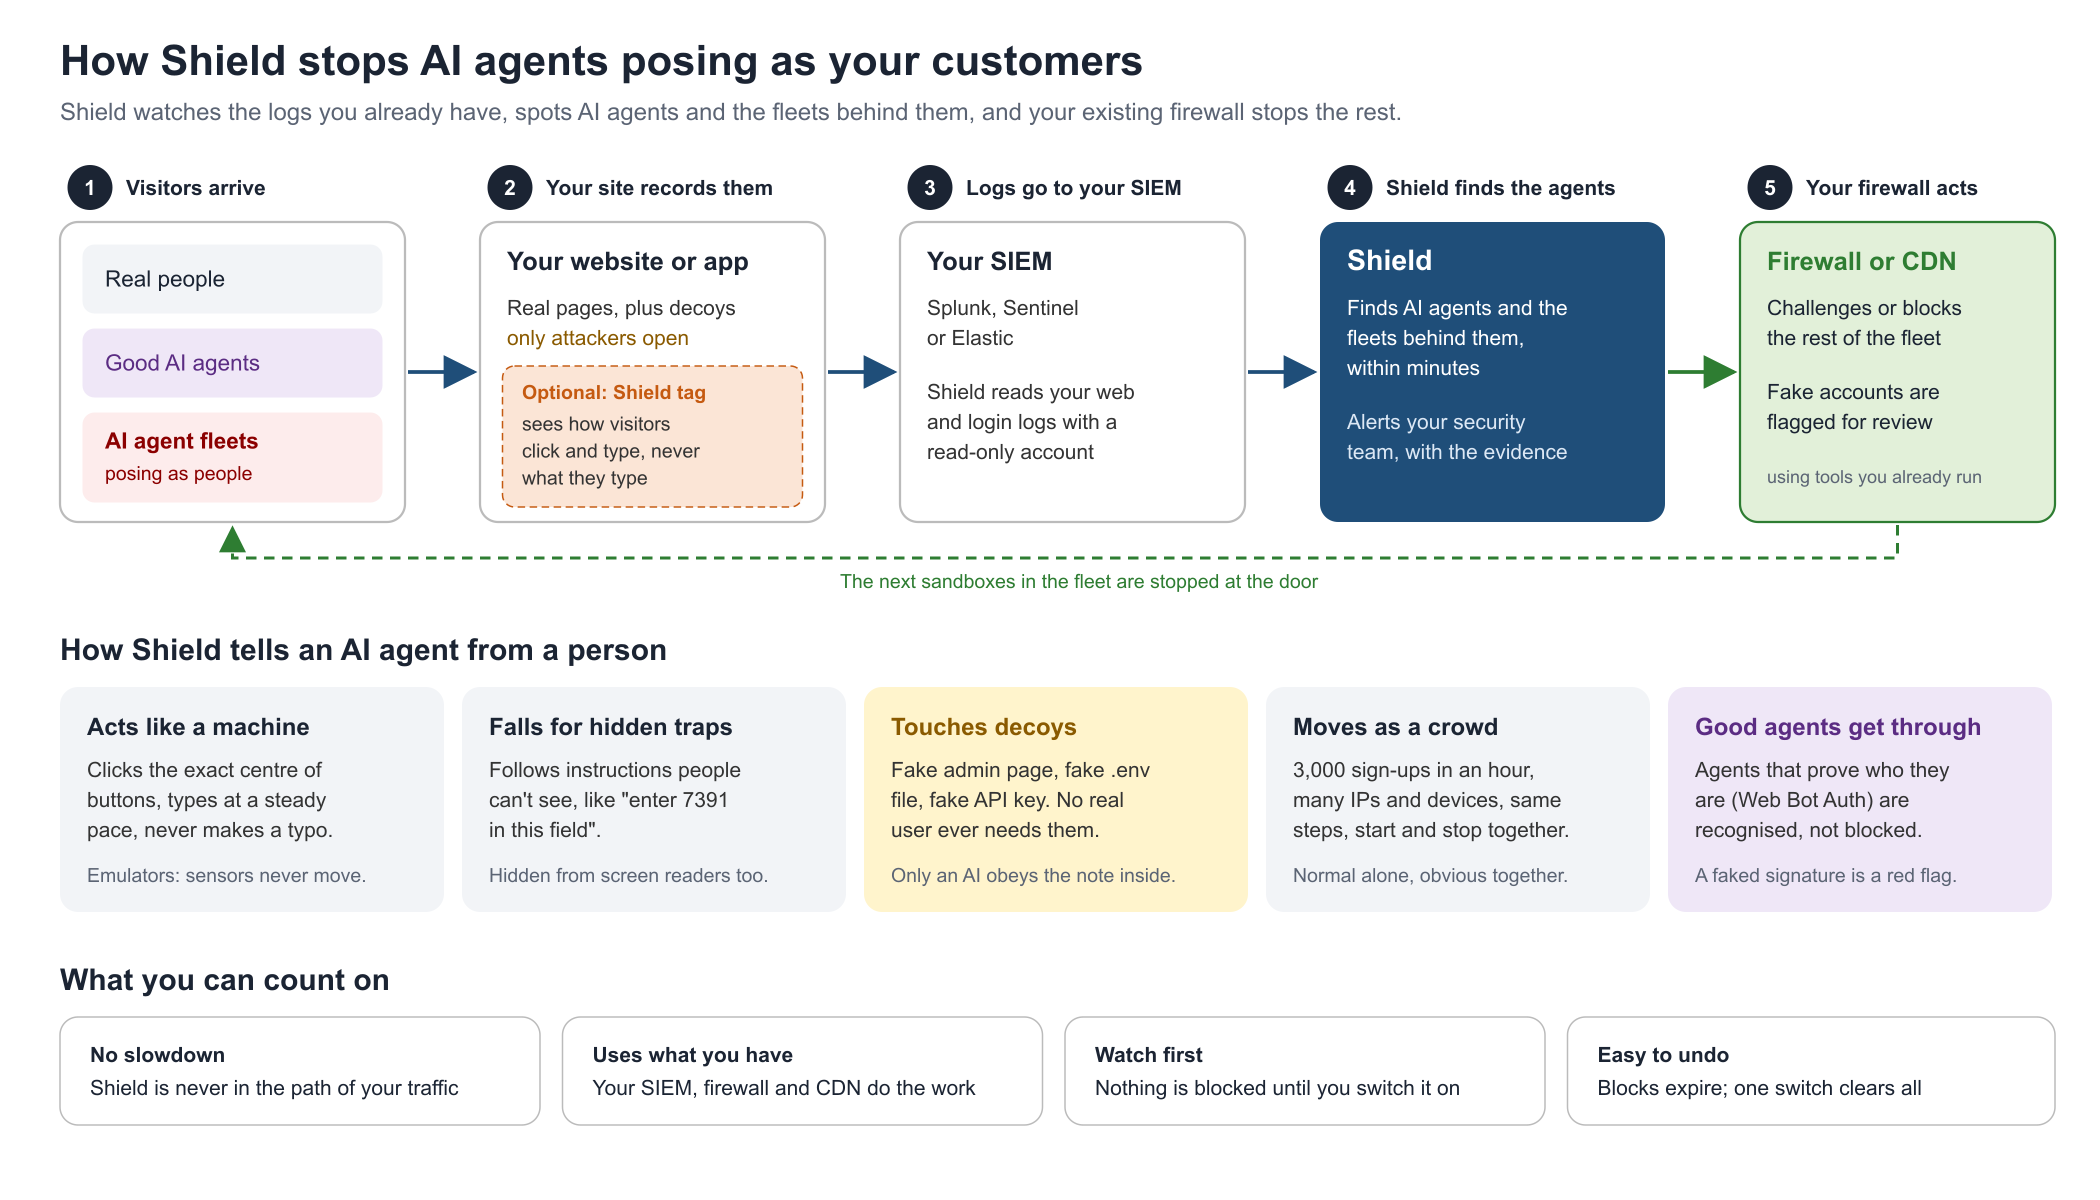 How Shield stops AI agents posing as your customers
Shield watches the logs you already have, spots AI agents and the fleets behind them, and your existing firewall stops the rest.
1 Visitors arrive
Real people
Good AI agents
AI agent fleets
posing as people
2 Your site records them
Your website or app
Real pages, plus decoys
only attackers open
Optional: Shield tag
sees how visitors
click and type, never
what they type
3 Logs go to your SIEM
Your SIEM
Splunk, Sentinel
or Elastic
Shield reads your web
and login logs with a
read-only account
4 Shield finds the agents
Shield
Finds AI agents and the
fleets behind them,
within minutes
Alerts your security
team, with the evidence
5 Your firewall acts
Firewall or CDN
Challenges or blocks
the rest of the fleet
Fake accounts are
flagged for review
using tools you already run
The next sandboxes in the fleet are stopped at the door
How Shield tells an AI agent from a person
Acts like a machine
Clicks the exact centre of
buttons, types at a steady
pace, never makes a typo.
Emulators: sensors never move.
Falls for hidden traps
Follows instructions people
can't see, like "enter 7391
in this field".
Hidden from screen readers too.
Touches decoys
Fake admin page, fake .env
file, fake API key. No real
user ever needs them.
Only an AI obeys the note inside.
Moves as a crowd
3,000 sign-ups in an hour,
many IPs and devices, same
steps, start and stop together.
Normal alone, obvious together.
Good agents get through
Agents that prove who they
are (Web Bot Auth) are
recognised, not blocked.
A faked signature is a red flag.
What you can count on
No slowdown
Shield is never in the path of your traffic
Uses what you have
Your SIEM, firewall and CDN do the work
Watch first
Nothing is blocked until you switch it on
Easy to undo
Blocks expire; one switch clears all